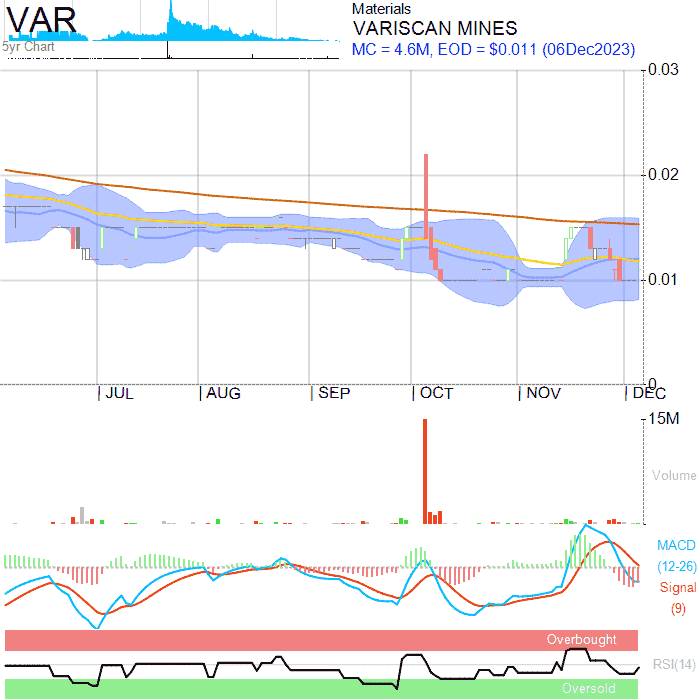 VAR
5yr Chart
Materials
VARISCAN MINES
MC = 4.6M, EOD = $0.011 (06Dec2023)
0.03
0.02
0.01
0
JUL
AUG
SEP
OCT
NOV
DEC
15M
Volume
MACD
(12-26)
Signal
(9)
Overbought
RSI(14)
Oversold